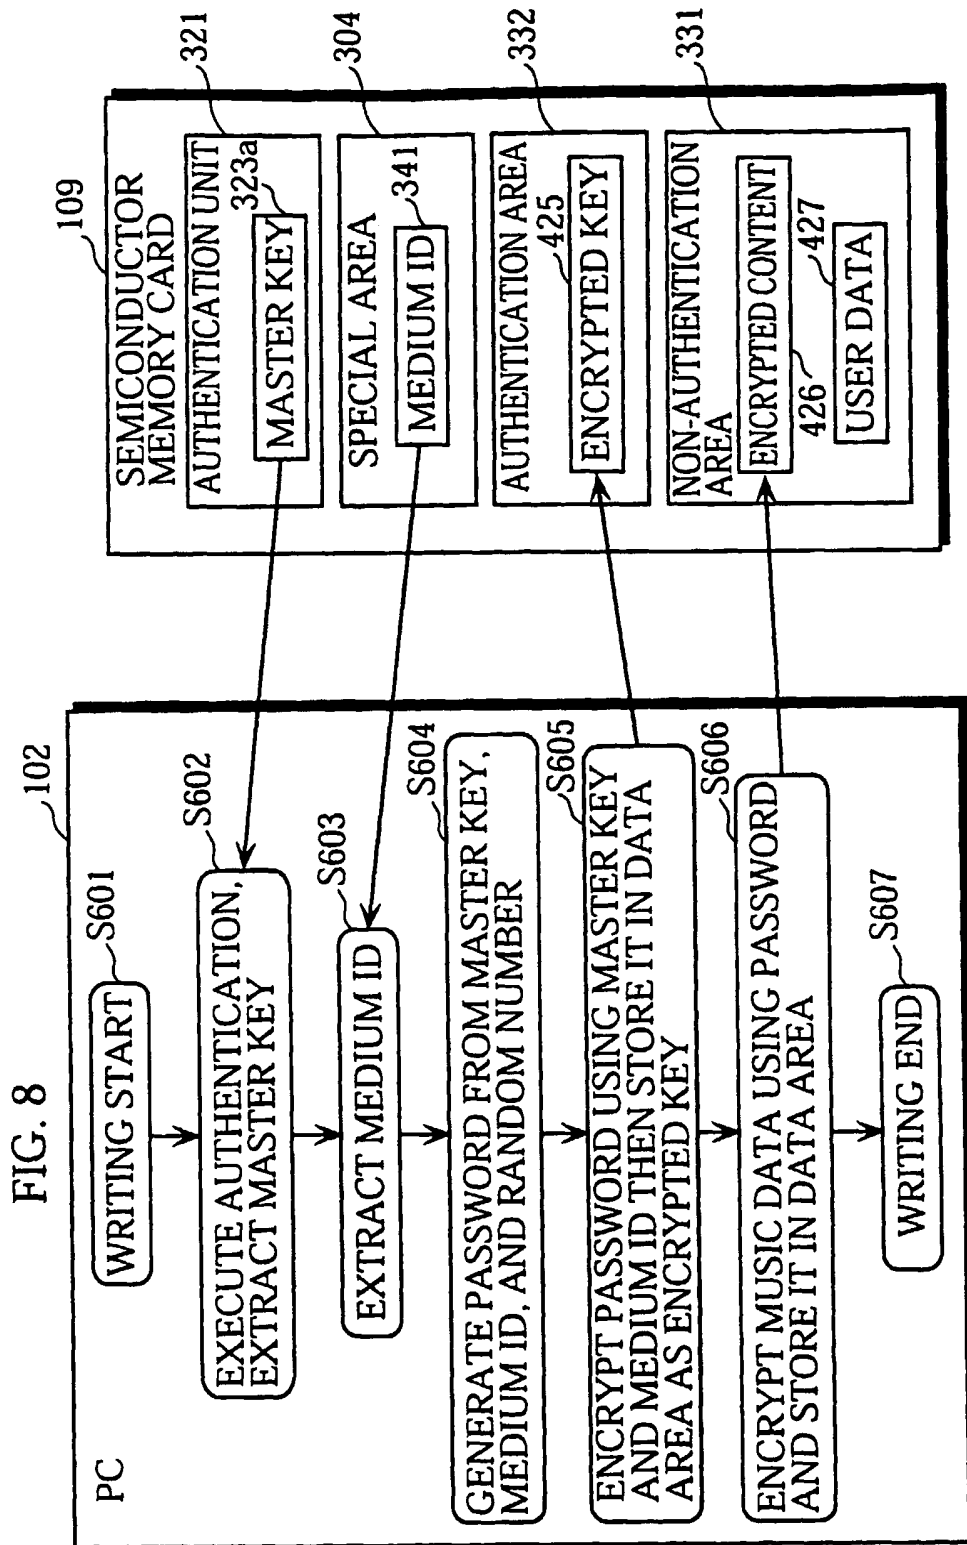 FIG. 8
102
PC
S601
WRITING START
S602
EXECUTE AUTHENTICATION,
EXTRACT MASTER KEY
S603
EXTRACT MEDIUM ID
S604
GENERATE PASSWORD FROM MASTER KEY,
MEDIUM ID, AND RANDOM NUMBER
S605
ENCRYPT PASSWORD USING MASTER KEY
AND MEDIUM ID THEN STORE IT IN DATA
AREA AS ENCRYPTED KEY
S606
ENCRYPT MUSIC DATA USING PASSWORD
AND STORE IT IN DATA AREA
S607
WRITING END
109
SEMICONDUCTOR
MEMORY CARD
321
AUTHENTICATION UNIT
323a
MASTER KEY
304
SPECIAL AREA
341
MEDIUM ID
332
AUTHENTICATION AREA
425
ENCRYPTED KEY
331
NON-AUTHENTICATION
AREA
ENCRYPTED CONTENT
426
427
USER DATA